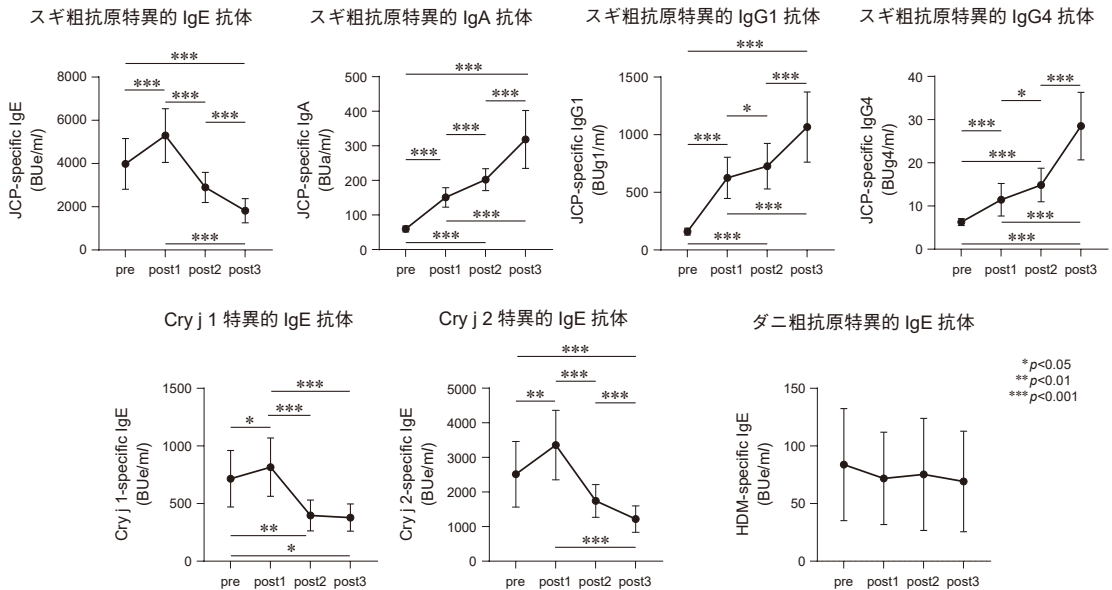 スギ粗抗原特異的 IgE 抗体
スギ粗抗原特異的 IgA 抗体
スギ粗抗原特異的 IgG1 抗体
スギ粗抗原特異的 IgG4 抗体
JCP-specific IgE
(BUe/ml)
8000
6000
4000
2000
0
***
***
***
***
***
pre post1 post2 post3
JCP-specific IgA
(BUa/ml)
500
400
300
200
100
0
***
***
***
***
***
***
pre post1 post2 post3
JCP-specific IgG1
(BUg1/ml)
1500
1000
500
0
***
***
*
***
***
***
pre post1 post2 post3
JCP-specific IgG4
(BUg4/ml)
40
30
20
10
0
***
*
***
***
***
***
pre post1 post2 post3
Cry j 1 特異的 IgE 抗体
Cry j 2 特異的 IgE 抗体
ダニ粗抗原特異的 IgE 抗体
Cry j 1-specific IgE
(BUe/ml)
1500
1000
500
0
***
***
*
**
*
pre post1 post2 post3
Cry j 2-specific IgE
(BUe/ml)
5000
4000
3000
2000
1000
0
***
***
**
***
***
pre post1 post2 post3
HDM-specific IgE
(BUe/ml)
150
100
50
0
pre post1 post2 post3
*p<0.05
**p<0.01
***p<0.001